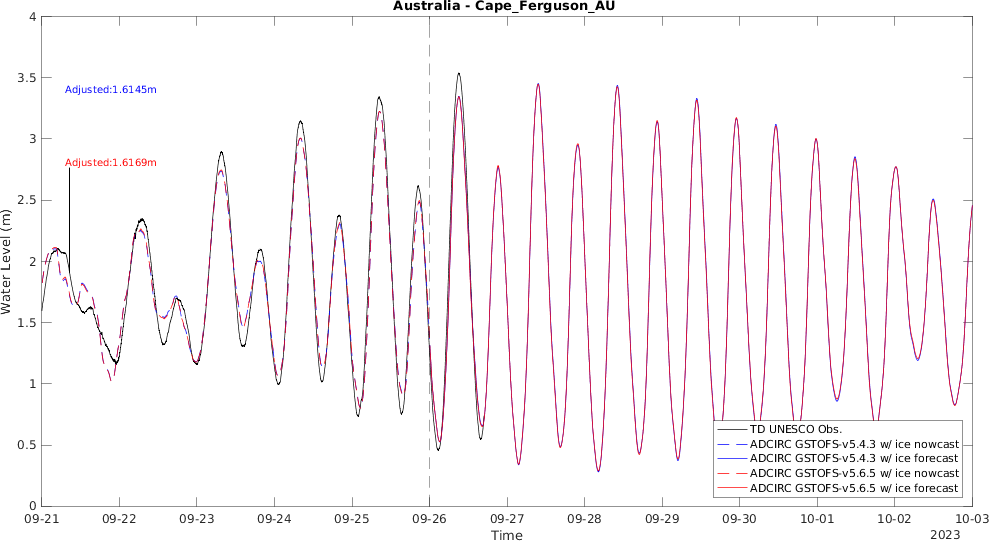 Australia - Cape_Ferguson_AU
4
3.5
3
2.5
2
1.5
1
0.5
0
Water Level (m)
Adjusted:1.6145m
Adjusted:1.6169m
TD UNESCO Obs.
ADCIRC GSTOFS-v5.4.3 w/ ice nowcast
ADCIRC GSTOFS-v5.4.3 w/ ice forecast
ADCIRC GSTOFS-v5.6.5 w/ ice nowcast
ADCIRC GSTOFS-v5.6.5 w/ ice forecast
09-21 09-22 09-23 09-24 09-25 09-26 09-27 09-28 09-29 09-30 10-01 10-02 10-03
Time
2023